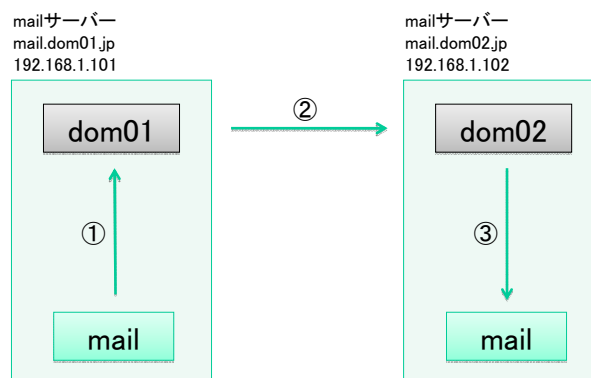 mailサーバー
mail.dom01.jp
192.168.1.101
mailサーバー
mail.dom02.jp
192.168.1.102
dom01
②
dom02
①
③
mail
mail